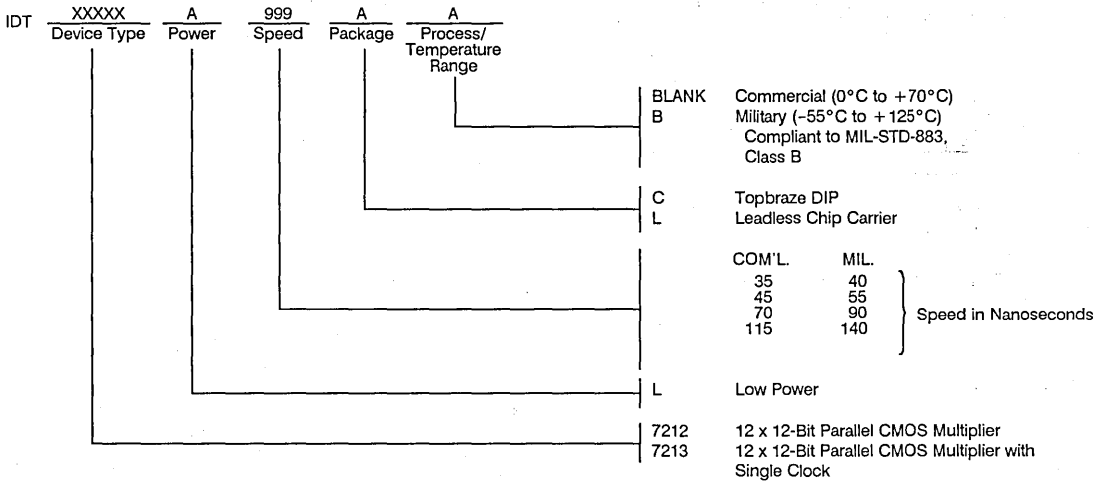 IDT XXXXX A 999 A A
Device Type Power Speed Package Process/
Temperature
Range
BLANK Commercial (0°C to +70°C)
B Military (–55°C to +125°C)
Compliant to MIL-STD-883,
Class B
C Topbraze DIP
L Leadless Chip Carrier
COM'L. MIL.
35 40
45 55
70 90
115 140
Speed in Nanoseconds
L Low Power
7212 12 x 12-Bit Parallel CMOS Multiplier
7213 12 x 12-Bit Parallel CMOS Multiplier with
Single Clock